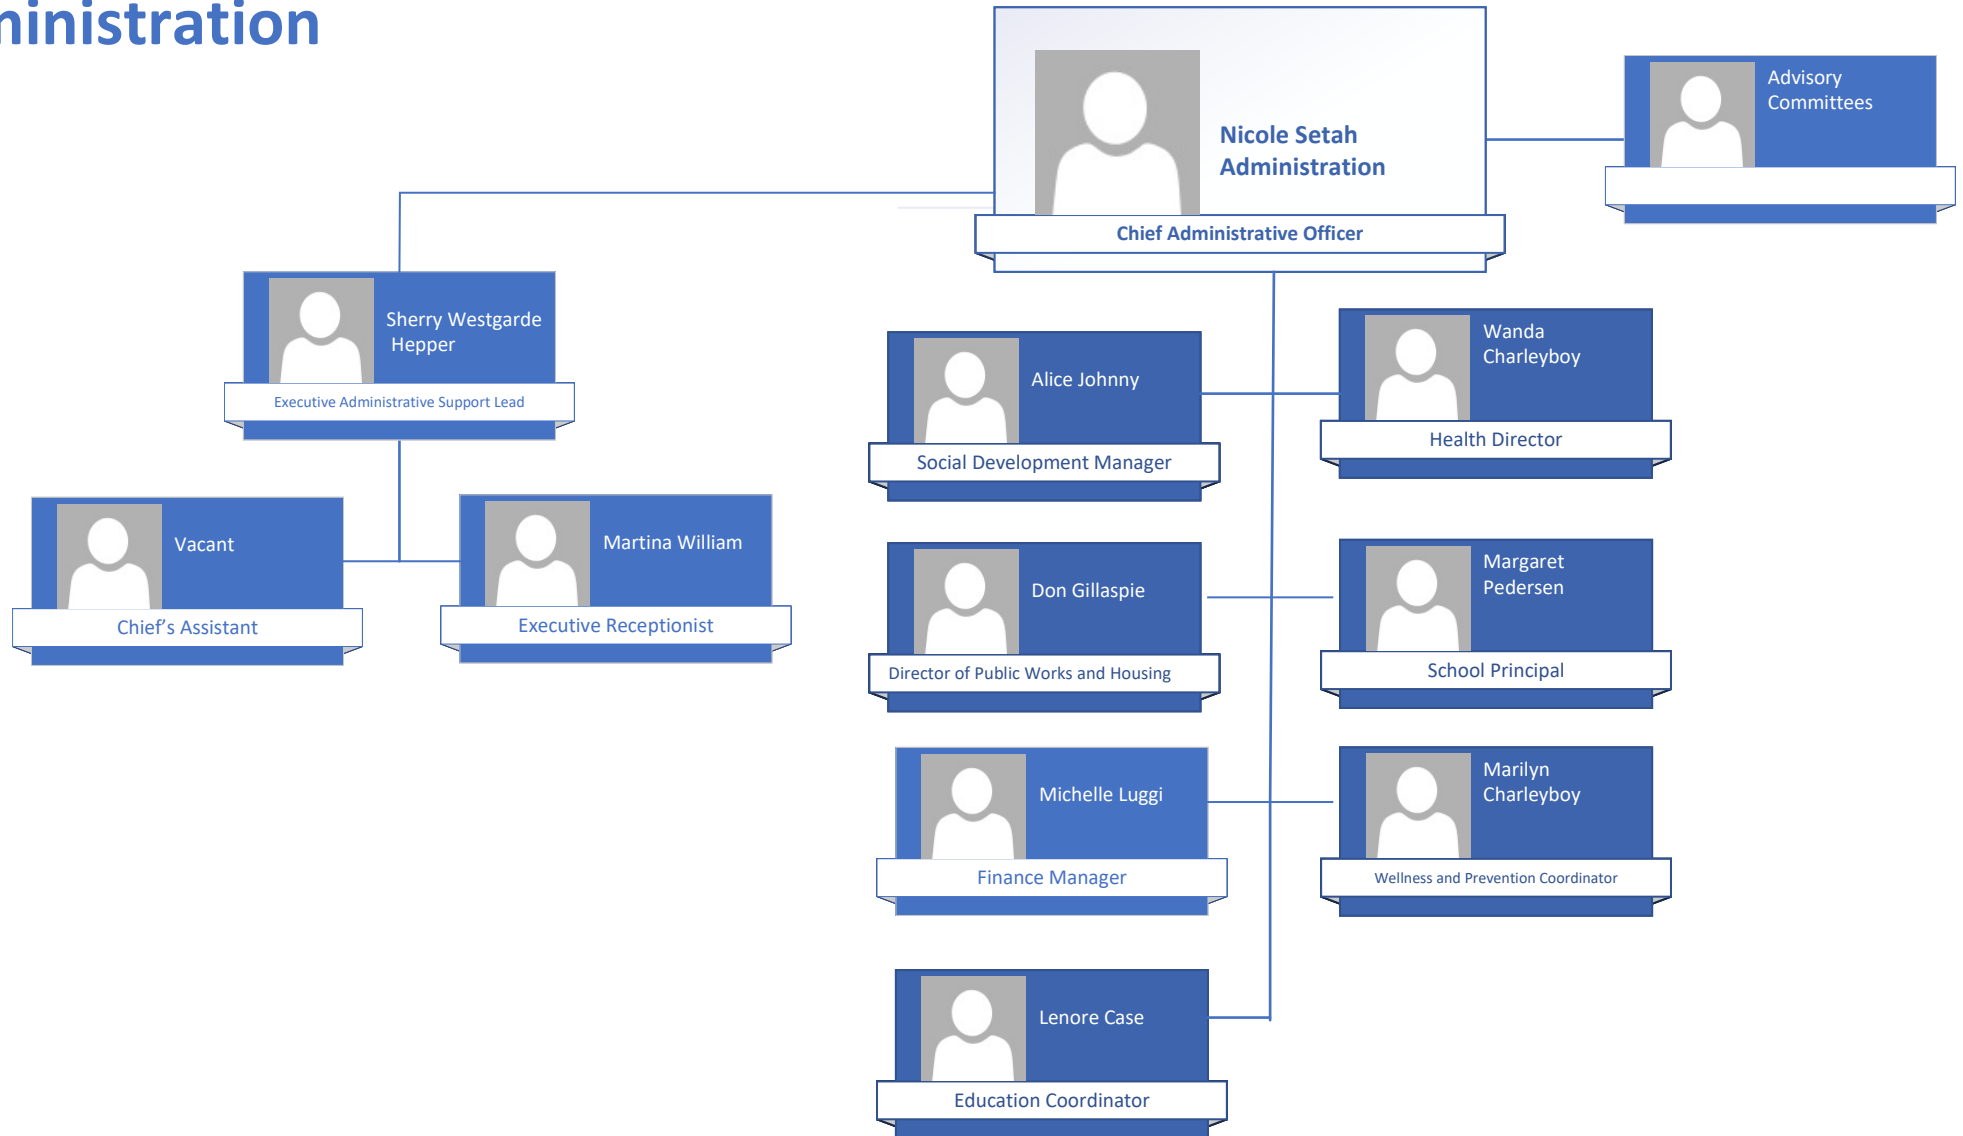 ministration
Nicole Setah
Administration
Chief Administrative Officer
Advisory
Committees
Sherry Westgarde
Hepper
Executive Administrative Support Lead
Vacant
Chief’s Assistant
Martina William
Executive Receptionist
Alice Johnny
Social Development Manager
Wanda
Charleyboy
Health Director
Don Gillaspie
Director of Public Works and Housing
Margaret
Pedersen
School Principal
Michelle Luggi
Finance Manager
Marilyn
Charleyboy
Wellness and Prevention Coordinator
Lenore Case
Education Coordinator